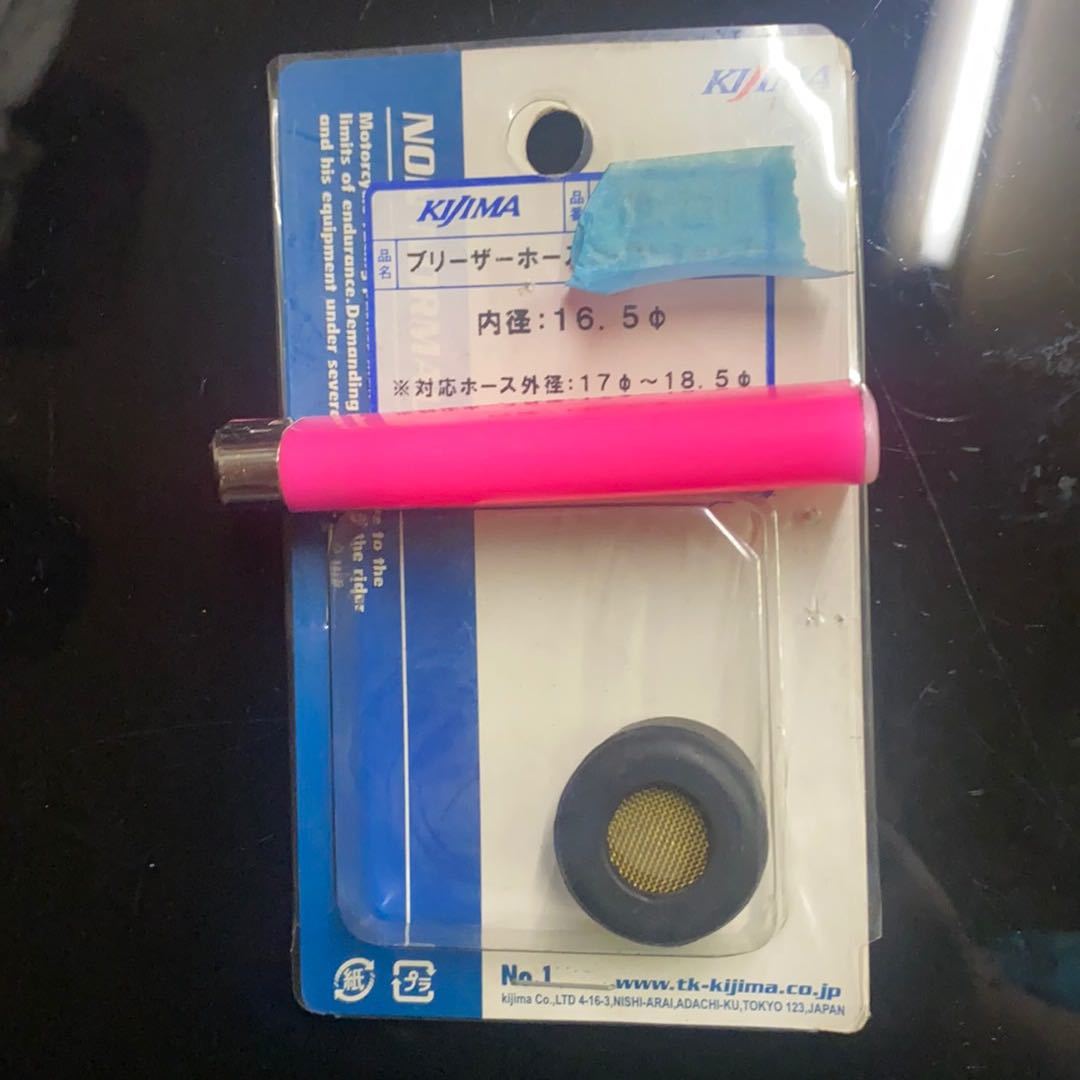 KIJIMA
KIJIMA
品番
品名
ブリーザーホース
内径:16.5φ
※対応ホース外径:17φ～18.5φ
limits of endurance.Demanding
and his equipment under severe
to the
the rider
紙
プラ
No.1
www.tk-kijima.co.jp
kijima Co.,LTD 4-16-3,NISHI-ARAI,ADACHI-KU,TOKYO 123,JAPAN